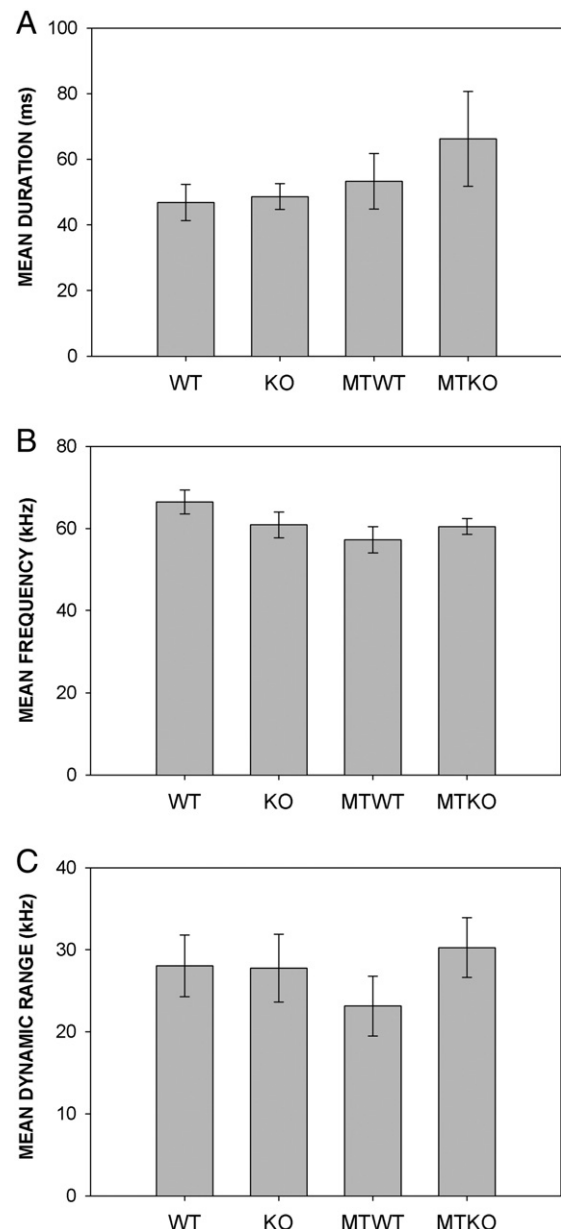 A
MEAN DURATION (ms)
100
80
60
40
20
0
WT KO MTWT MTKO
B
MEAN FREQUENCY (kHz)
80
60
40
20
0
WT KO MTWT MTKO
C
MEAN DYNAMIC RANGE (kHz)
40
30
20
10
0
WT KO MTWT MTKO